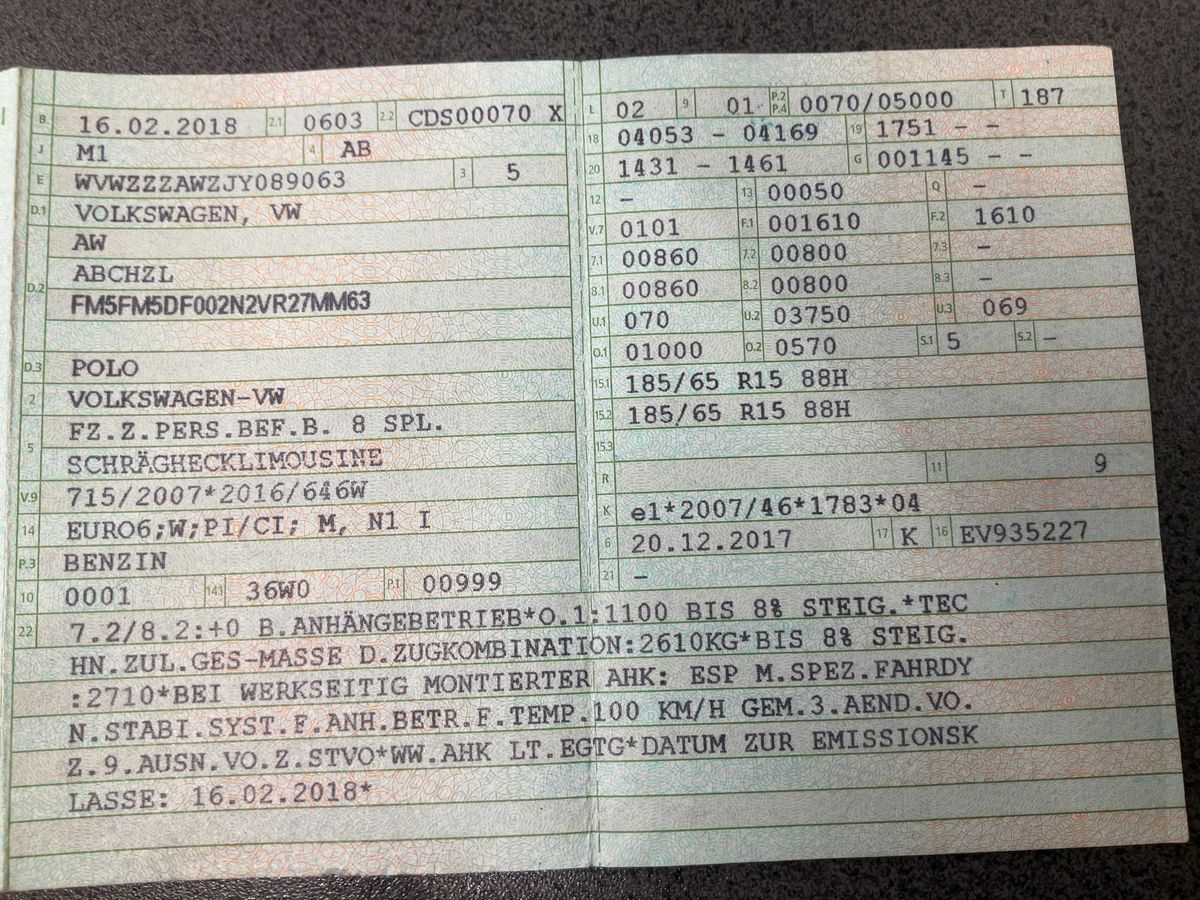 B. 16.02.2018 2.1 0603 2.2 CDS00070 X
J M1 4 AB
E WVWZZZAWZJY089063 3 5
D.1 VOLKSWAGEN, VW
AW
D.2 ABCHZL
FM5FM5DF002N2VR27MM63
D.3 POLO
2 VOLKSWAGEN-VW
5 FZ.Z.PERS.BEF.B. 8 SPL.
SCHRÄGHECKLIMOUSINE
V.9 715/2007*2016/646W
14 EURO6;W;PI/CI; M, N1 I
P.3 BENZIN
10 0001 14.1 36W0 P.1 00999
L 02 9 01 P.2 P.4 0070/05000 T 187
18 04053 - 04169 19 1751 - -
20 1431 - 1461 G 001145 - -
12 - 13 00050 Q -
V.7 0101 F.1 001610 F.2 1610
7.1 00860 7.2 00800 7.3 -
8.1 00860 8.2 00800 8.3 -
U.1 070 U.2 03750 U.3 069
O.1 01000 O.2 0570 S.1 5 S.2 -
15.1 185/65 R15 88H
15.2 185/65 R15 88H
15.3
R 11 9
K e1*2007/46*1783*04
6 20.12.2017 17 K 16 EV935227
21 -
22 7.2/8.2:+0 B.ANHÄNGEBETRIEB*O.1:1100 BIS 8% STEIG.*TEC
HN.ZUL.GES-MASSE D.ZUGKOMBINATION:2610KG*BIS 8% STEIG.
:2710*BEI WERKSEITIG MONTIERTER AHK: ESP M.SPEZ.FAHRDY
N.STABI.SYST.F.ANH.BETR.F.TEMP.100 KM/H GEM.3.AEND.VO.
Z.9.AUSN.VO.Z.STVO*WW.AHK LT.EGTG*DATUM ZUR EMISSIONSK
LASSE: 16.02.2018*